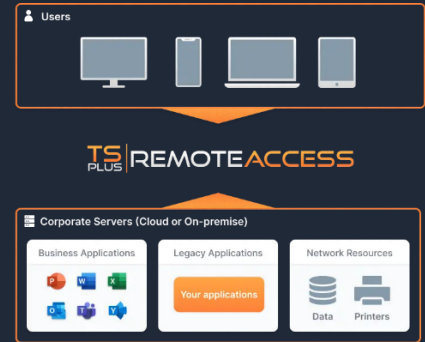 Users
TS PLUS REMOTEACCESS
Corporate Servers (Cloud or On-premise)
Business Applications
Legacy Applications
Network Resources
P W X
Your applications
O T Y
Data
Printers